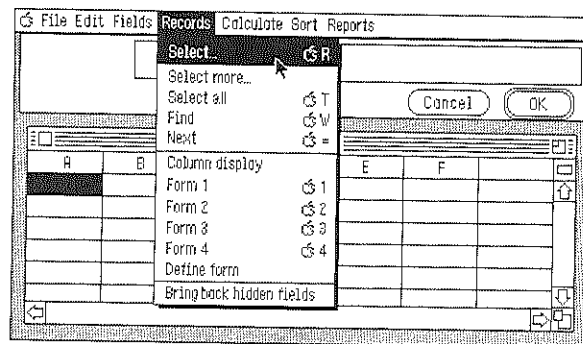 File Edit Fields Records Calculate Sort Reports
Select... R
Select more...
Select all T
Find W
Next =
Cancel OK
A B E F
Column display
Form 1 1
Form 2 2
Form 3 3
Form 4 4
Define form
Bring back hidden fields